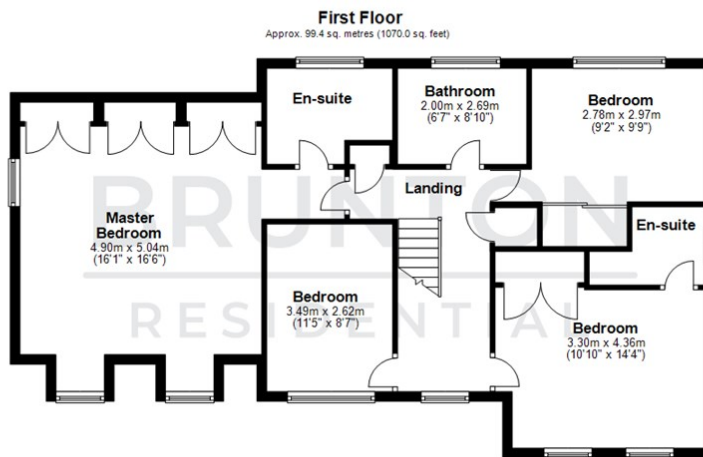 First Floor
Approx. 99.4 sq. metres (1070.0 sq. feet)
En-suite
Bathroom
2.00m x 2.69m
(6'7" x 8'10")
Bedroom
2.78m x 2.97m
(9'2" x 9'9")
Landing
Master
Bedroom
4.90m x 5.04m
(16'1" x 16'6")
En-suite
Bedroom
3.49m x 2.62m
(11'5" x 8'7")
Bedroom
3.30m x 4.36m
(10'10" x 14'4")
BRUNTON
RESIDENTIAL